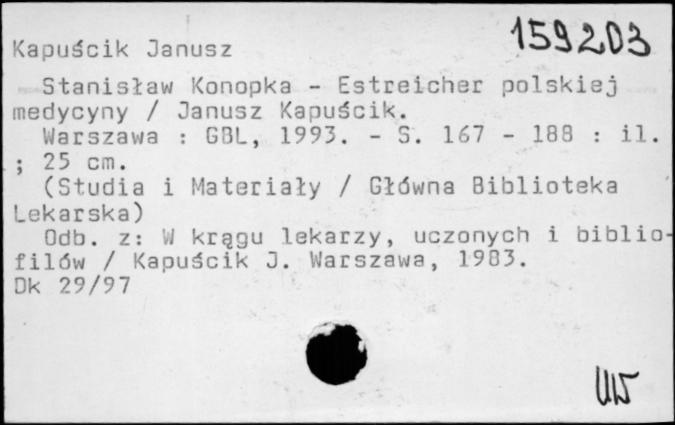 159203
Kapuścik Janusz
Stanisław Konopka - Estreicher polskiej
medycyny / Janusz Kapuścik.
Warszawa : GBL, 1993. - S. 167 - 188 : il.
; 25 cm.
(Studia i Materiały / Główna Biblioteka
Lekarska)
Odb. z: W kręgu lekarzy, uczonych i biblio-
filów / Kapuścik J. Warszawa, 1983.
Dk 29/97
UW